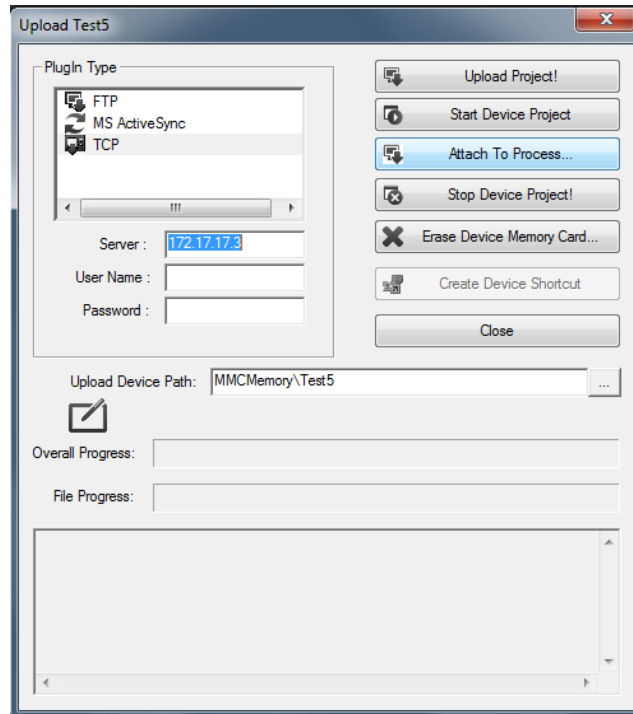 Upload Test5
PlugIn Type
FTP
MS ActiveSync
TCP
Server :
172.17.17.3
User Name :
Password :
Upload Project!
Start Device Project
Attach To Process...
Stop Device Project!
Erase Device Memory Card...
Create Device Shortcut
Close
Upload Device Path:
MMCMemory\Test5
...
Overall Progress:
File Progress: